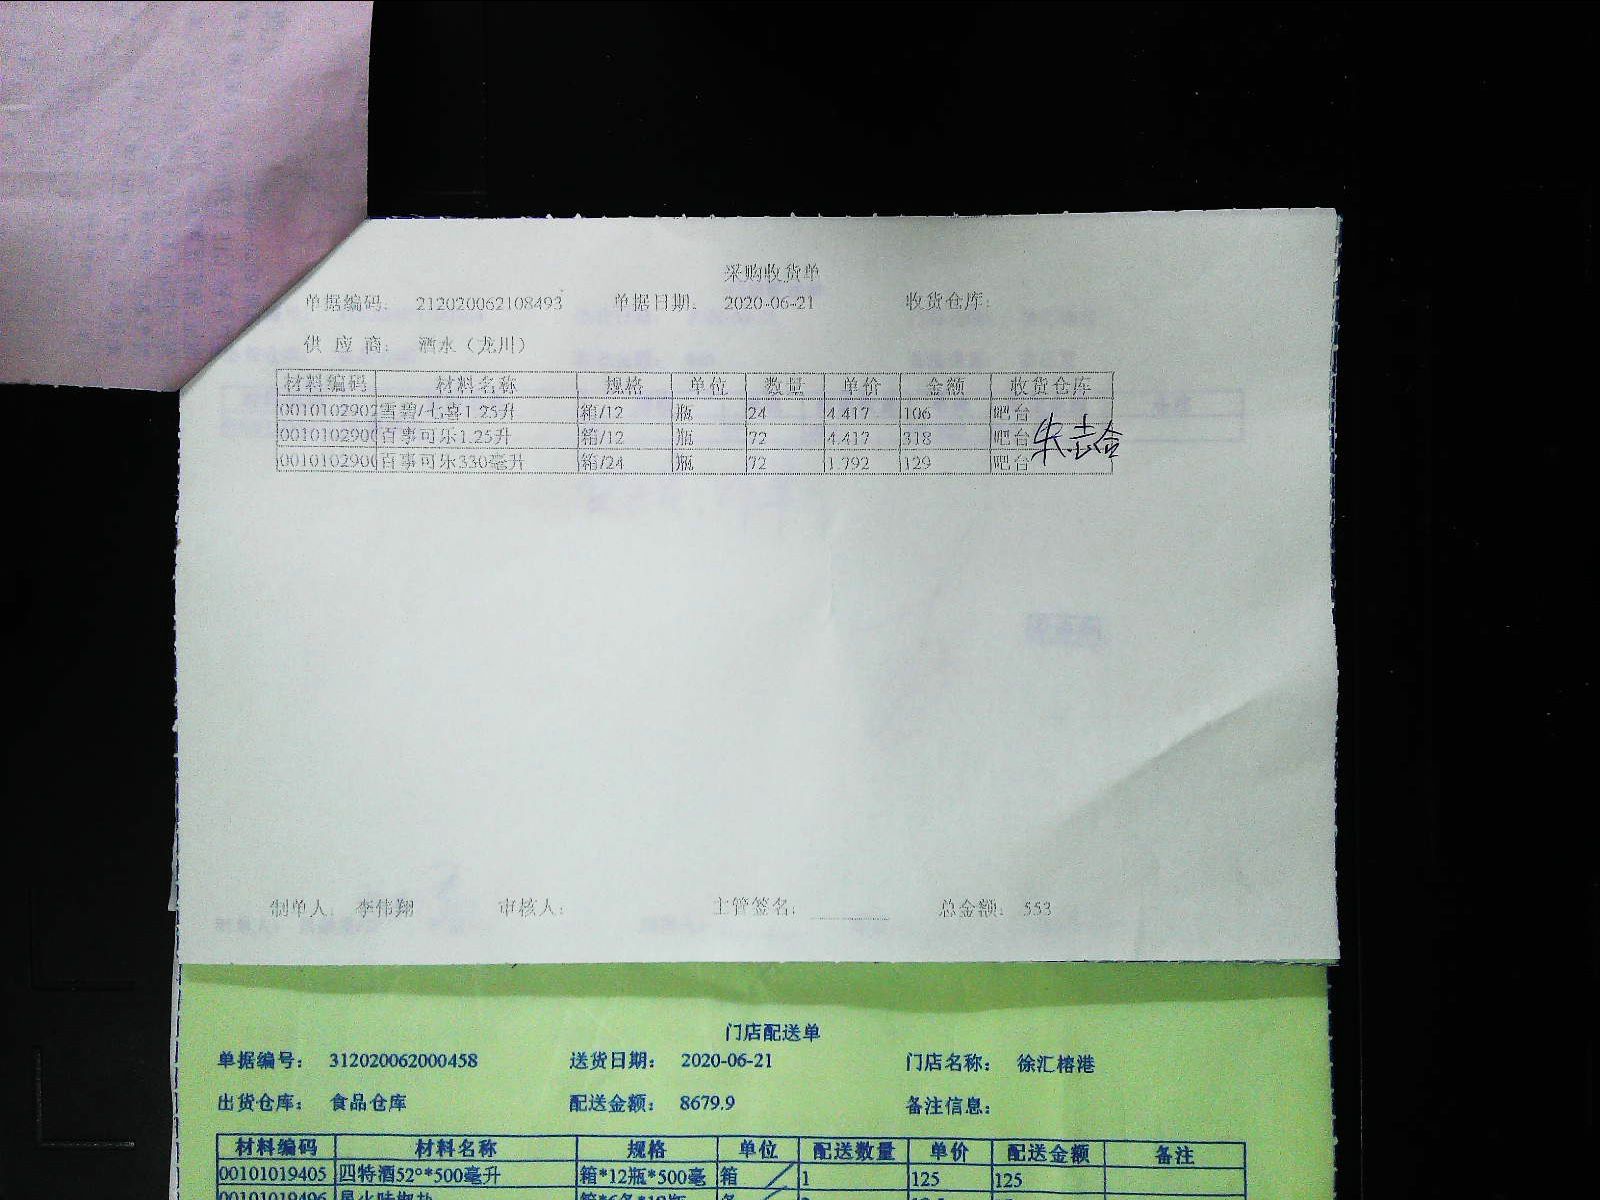 采购收货单
单据编码: 212020062108493 单据日期: 2020-06-21 收货仓库:
供 应 商: 酒水（龙川）
材料编码 材料名称 规格 单位 数量 单价 金额 收货仓库
0010102902 雪碧/七喜1.25升 箱/12 瓶 24 4.417 106 吧台
0010102900 百事可乐1.25升 箱/12 瓶 72 4.417 318 吧台
0010102900 百事可乐330毫升 箱/24 瓶 72 1.792 129 吧台
制单人: 李伟翔 审核人: 主管签名: 总金额: 553
门店配送单
单据编号: 312020062000458 送货日期: 2020-06-21 门店名称: 徐汇榕港
出货仓库: 食品仓库 配送金额: 8679.9 备注信息:
材料编码 材料名称 规格 单位 配送数量 单价 配送金额 备注
00101019405 四特酒52°*500毫升 箱*12瓶*500毫 箱 1 125 125